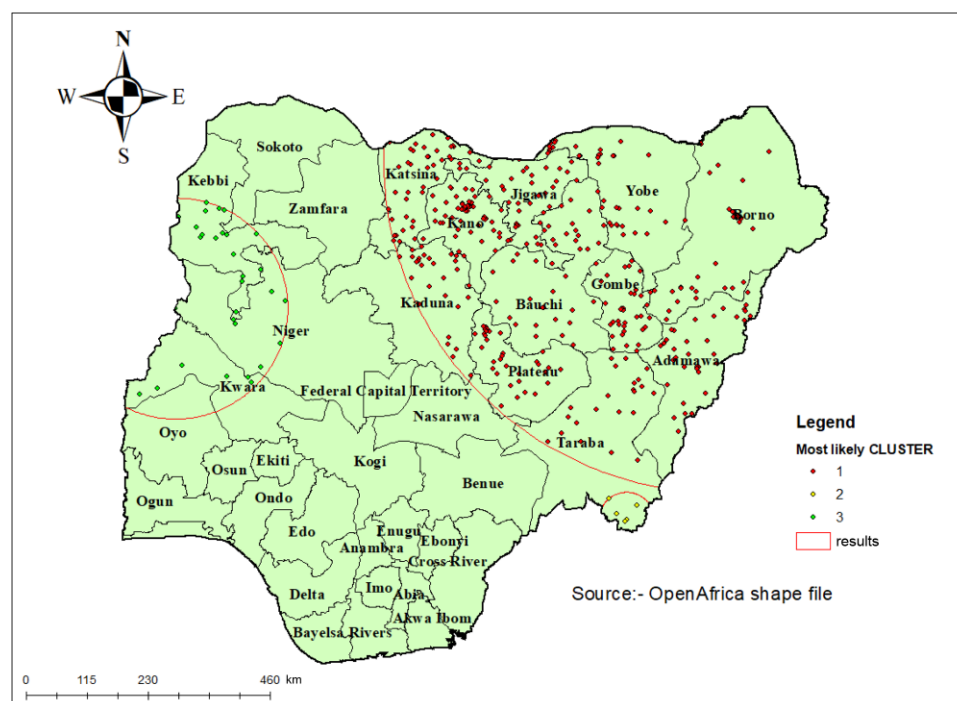 N
W E
S
Sokoto
Kebbi
Katsina
Zamfara
Jigawa
Yobe
Kano
Borno
Gombe
Kaduna
Bauchi
Niger
Adamawa
Plateau
Kwara
Federal Capital Territory
Nasarawa
Oyo
Taraba
Kogi
Ekiti
Osun
Benue
Ogun
Ondo
Edo
Enugu
Anambra
Ebonyi
Cross River
Delta
Imo
Abia
Akwa Ibom
Bayelsa
Rivers
Legend
Most likely CLUSTER
1
2
3
results
Source:- OpenAfrica shape file
0 115 230 460 km